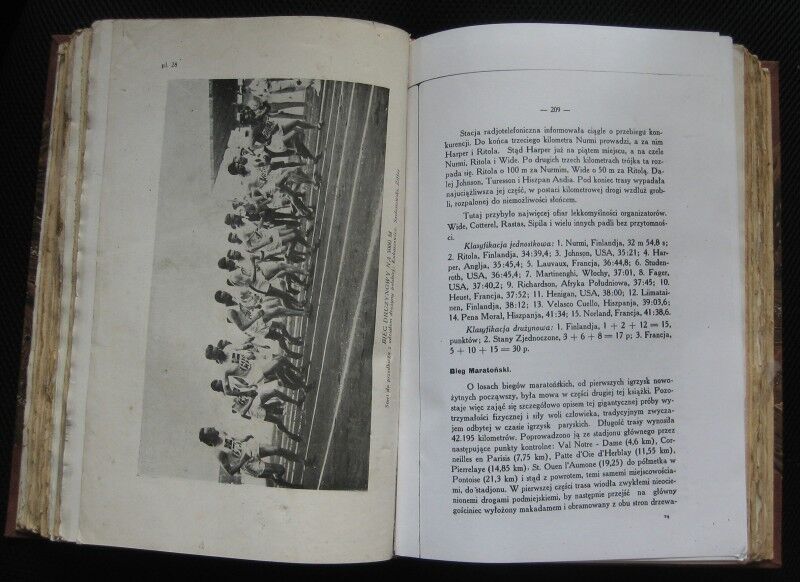 pl. 28
BIEG DRUŻYNOWY NA 3000 M
— 209 —
Stacja radjotelefoniczna informowała ciągle o przebiegu kon-
kurencji. Do końca trzeciego kilometra Nurmi prowadzi, a za nim
Harper i Ritola. Stąd Harper już na piątem miejscu, a na czele
Nurmi, Ritola i Wide. Po drugich trzech kilometrach trójka ta roz-
pada się. Ritola o 100 m za Nurmim, Wide o 50 m za Ritolą. Da-
lej Johnson, Turesson i Hiszpan Andia. Pod koniec trasy wypadała
najuciążliwsza jej część, w postaci kilometrowej drogi wzdłuż grob-
li, rozpalonej do niemożliwości słońcem.
Tutaj przybyło najwięcej ofiar lekkomyślności organizatorów.
Wide, Cotterel, Rastas, Sipila i wielu innych padli bez przytomnoś-
ci.
Klasyfikacja jednostkowa: 1. Nurmi, Finlandja, 32 m 54,8 s;
2. Ritola, Finlandja, 34:39,4; 3. Johnson, USA, 35:21; 4. Har-
per, Anglja, 35:45,4; 5. Lauvaux, Francja, 36:44,8; 6. Studen-
roth, USA, 36:45,4; 7. Martinenghi, Włochy, 37:01, 8. Fager,
USA, 37:40,2; 9. Richardson, Afryka Południowa, 37:45; 10.
Heuet, Francja, 37:52; 11. Henigan, USA, 38:00; 12. Liimatai-
nen, Finlandja, 38:12; 13. Velasco Cuello, Hiszpanja, 39:03,6;
14. Pena Moral, Hiszpanja, 41:34; 15. Norland, Francja, 41:38,6.
Klasyfikacja drużynowa: 1. Finlandja, 1 + 2 + 12 = 15,
punktów; 2. Stany Zjednoczone, 3 + 6 + 8 = 17 p; 3. Francja,
5 + 10 + 15 = 30 p.
Bieg Maratoński.
O losach biegów maratońkich, od pierwszych igrzysk nowo-
żytnych począwszy, była mowa w części drugiej tej książki. Pozo-
staje więc zająć się szczegółowo opisem tej gigantycznej próby wy-
trzymałości fizycznej i siły woli człowieka, tradycyjnym zwycza-
jem odbytej w czasie igrzysk paryskich. Długość trasy wynosiła
42.195 kilometrów. Poprowadzono ją ze stadjonu głównego przez
następujące punkty kontrolne: Val Notre - Dame (4,6 km), Cor-
neilles en Parisis (7,75 km), Patte d'Oie d'Herblay (11,55 km),
Pierrelaye (14,85 km), St. Ouen l'Aumone (19,25) do półmetka w
Pontoise (21,3 km) i stąd z powrotem, temi samemi miejscowościa-
mi, do stadjonu. W pierwszej części trasa wiodła zwykłemi nieocie-
nionemi drogami podmiejskiemi, by następnie przejść na główny
gościniec wyłożony makadamem i obramowany z obu stron drzewa-